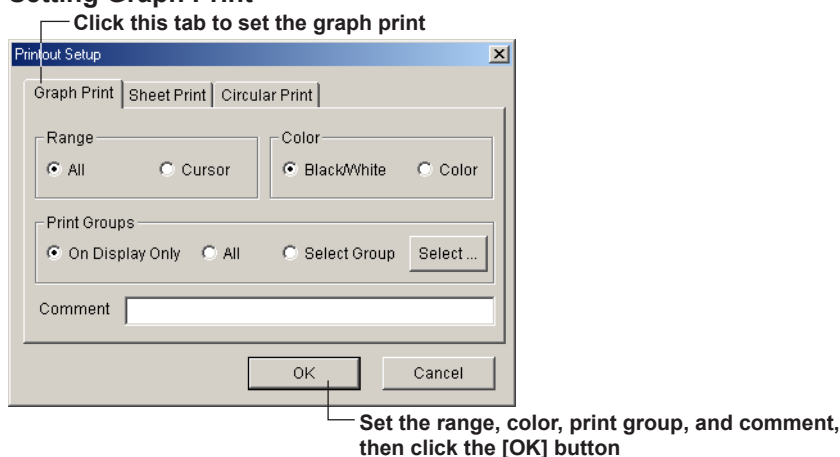 Setting Graph Print
Click this tab to set the graph print
Printout Setup
Graph Print Sheet Print Circular Print
Range Color
All Cursor Black/White Color
Print Groups
On Display Only All Select Group Select ...
Comment
OK Cancel
Set the range, color, print group, and comment,
then click the [OK] button